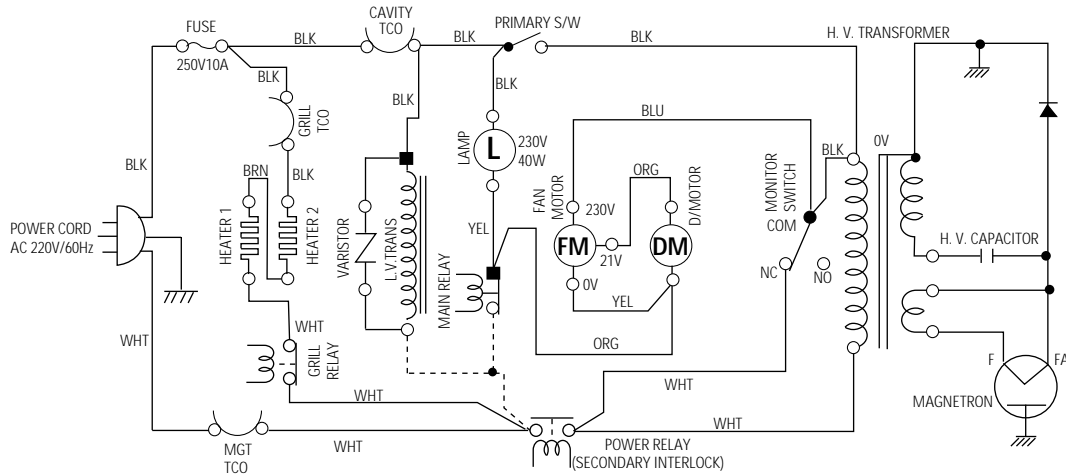 CAVITY
TCO
FUSE
PRIMARY S/W
H. V. TRANSFORMER
BLK
BLK
BLK
250V10A
BLK
BLK
BLK
GRILL
TCO
BLU
LAMP
L
230V
40W
0V
BLK
BLK
ORG
MONITOR
SWITCH
BRN
BLK
FAN
MOTOR
230V
D/MOTOR
COM
POWER CORD
AC 220V/60Hz
HEATER 1
HEATER 2
VARISTOR
L.V.TRANS
YEL
FM
21V
DM
H. V. CAPACITOR
NC
NO
MAIN RELAY
0V
YEL
WHT
WHT
ORG
GRILL
RELAY
F
FA
WHT
WHT
MAGNETRON
WHT
WHT
MGT
TCO
POWER RELAY
(SECONDARY INTERLOCK)